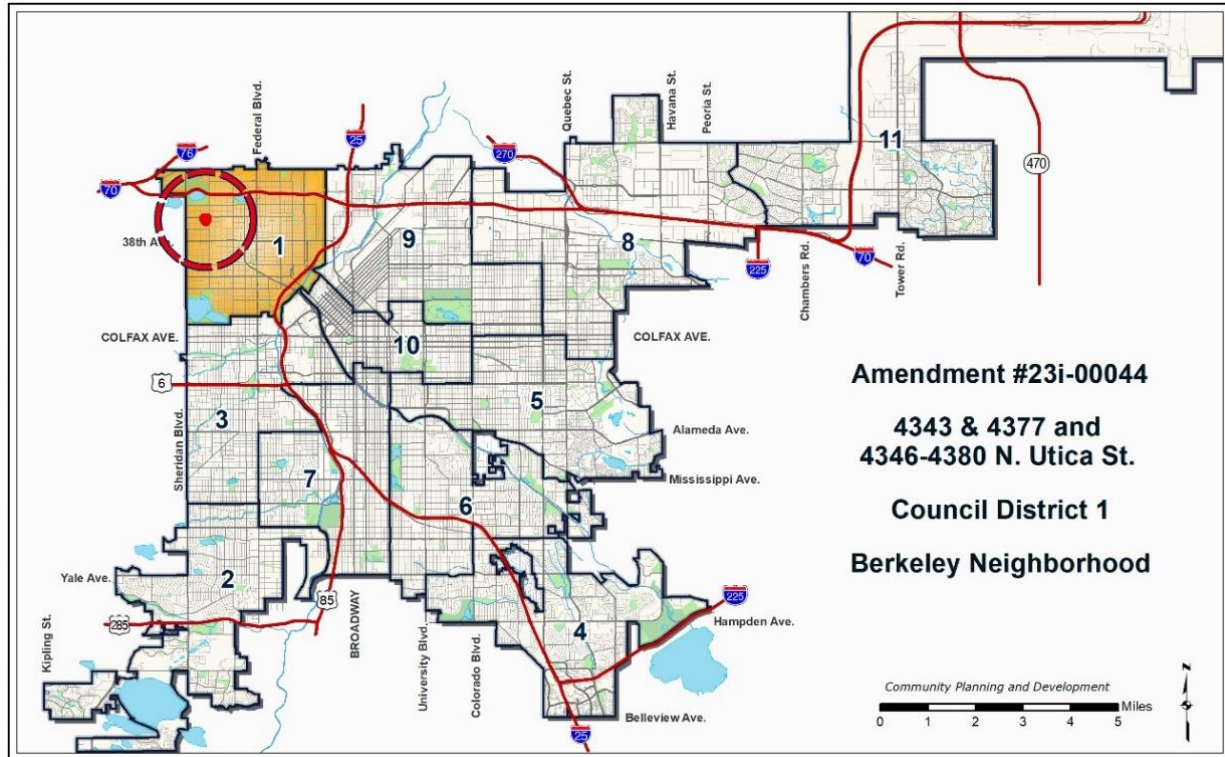 Federal Blvd.
Quebec St.
Havana St.
Peoria St.
25
76
270
70
11
470
38th Ave.
1
9
8
225
70
Chambers Rd.
Tower Rd.
COLFAX AVE.
COLFAX AVE.
10
6
5
3
Sheridan Blvd.
Alameda Ave.
Mississippi Ave.
7
6
Yale Ave.
2
85
285
BROADWAY
University Blvd.
Colorado Blvd.
Kipling St.
4
225
Hampden Ave.
Belleview Ave.
25
Amendment #23i-00044
4343 & 4377 and
4346-4380 N. Utica St.
Council District 1
Berkeley Neighborhood
Community Planning and Development
Miles
0 1 2 3 4 5
N